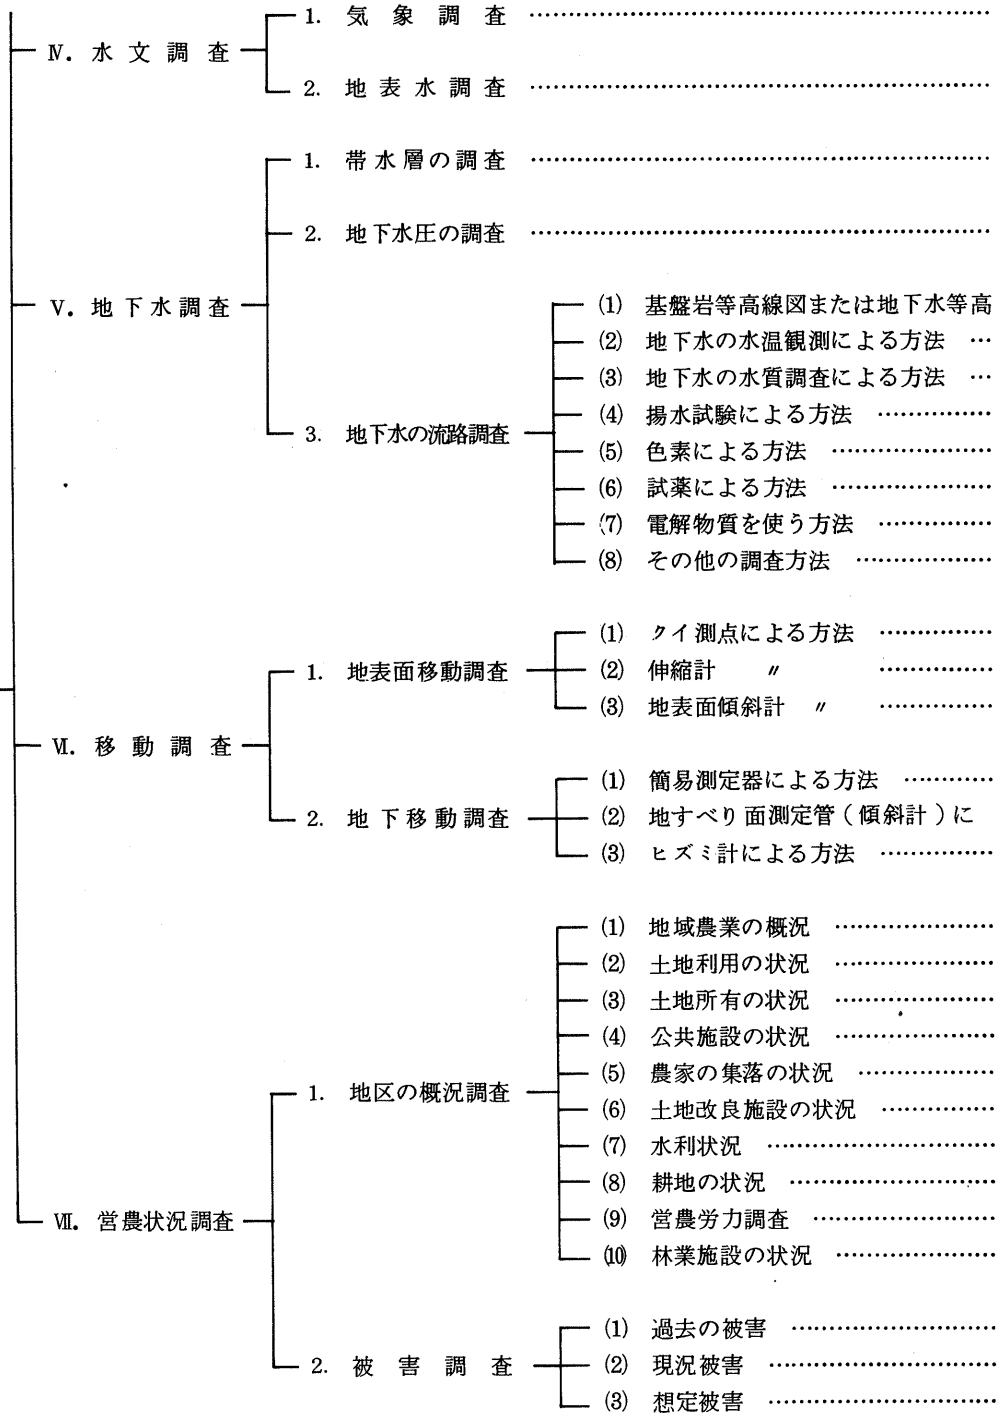 1. 気象調査 ……
Ⅳ. 水文調査
2. 地表水調査 ……
1. 帯水層の調査 ……
2. 地下水圧の調査 ……
Ⅴ. 地下水調査
(1) 基盤岩等高線図または地下水等高
(2) 地下水の水温観測による方法 …
(3) 地下水の水質調査による方法 …
(4) 揚水試験による方法 ……
3. 地下水の流路調査
(5) 色素による方法 ……
(6) 試薬による方法 ……
(7) 電解物質を使う方法 ……
(8) その他の調査方法 ……
(1) クイ測点による方法 ……
1. 地表面移動調査
(2) 伸縮計 〃 ……
(3) 地表面傾斜計 〃 ……
Ⅵ. 移動調査
(1) 簡易測定器による方法 ……
2. 地下移動調査
(2) 地すべり面測定管(傾斜計)に
(3) ヒズミ計による方法 ……
(1) 地域農業の概況 ……
(2) 土地利用の状況 ……
(3) 土地所有の状況 ……
(4) 公共施設の状況 ……
(5) 農家の集落の状況 ……
1. 地区の概況調査
(6) 土地改良施設の状況 ……
(7) 水利状況 ……
(8) 耕地の状況 ……
Ⅶ. 営農状況調査
(9) 営農労力調査 ……
(10) 林業施設の状況 ……
(1) 過去の被害 ……
2. 被害調査
(2) 現況被害 ……
(3) 想定被害 ……